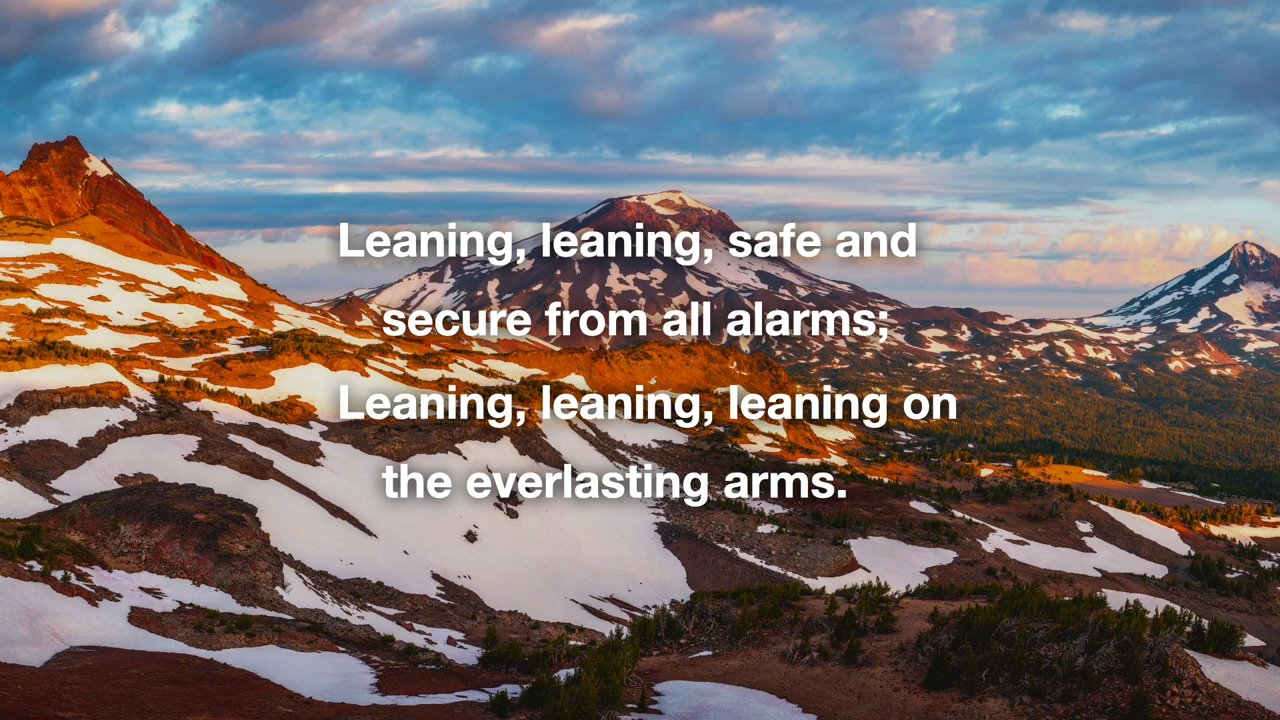 Leaning, leaning, safe and
secure from all alarms;
Leaning, leaning, leaning on
the everlasting arms.